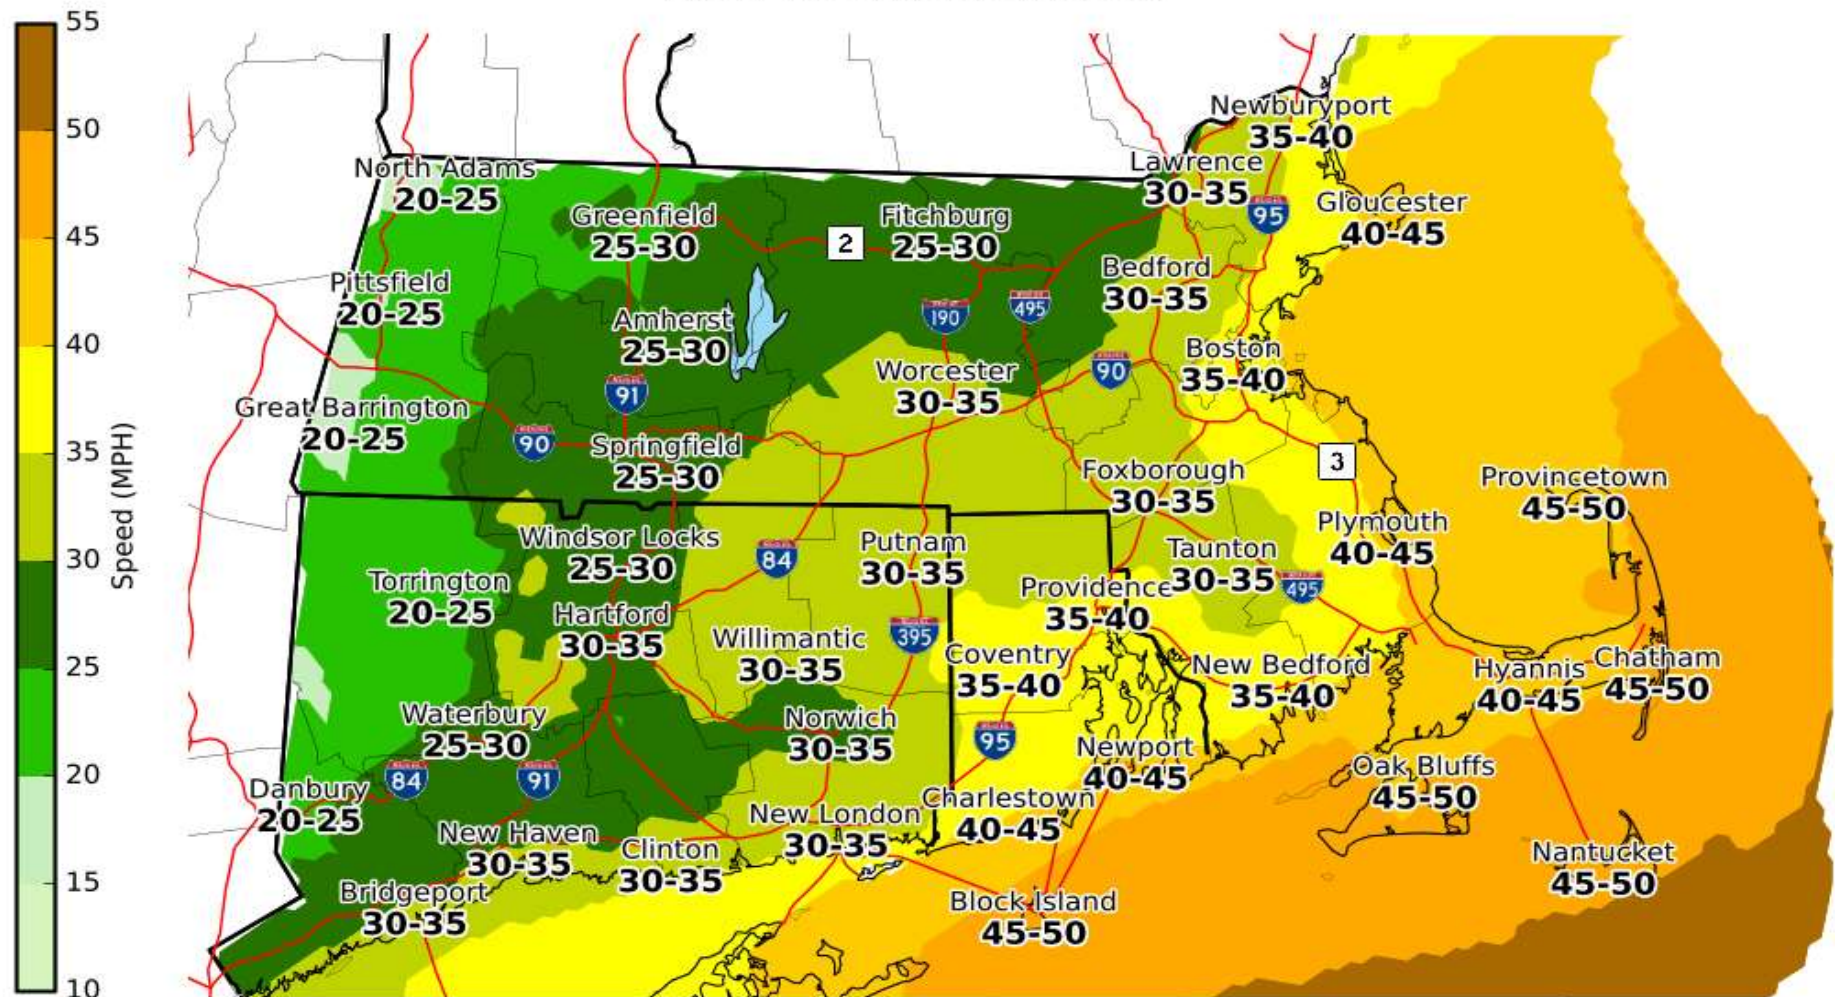 55
50
45
40
35
30
25
20
15
10
Speed (MPH)
Newburyport
35-40
Lawrence
30-35
North Adams
20-25
95
Gloucester
40-45
Greenfield
25-30
2
Fitchburg
25-30
Bedford
30-35
Pittsfield
20-25
Amherst
25-30
190
495
Boston
35-40
Worcester
30-35
90
91
Great Barrington
20-25
90
Springfield
25-30
3
Foxborough
30-35
Provincetown
45-50
Plymouth
40-45
Windsor Locks
25-30
84
Putnam
30-35
Taunton
30-35
495
Torrington
20-25
Providence
35-40
Hartford
30-35
395
Willimantic
30-35
Coventry
35-40
New Bedford
35-40
Hyannis
40-45
Chatham
45-50
Waterbury
25-30
Norwich
30-35
95
Newport
40-45
84
91
Oak Bluffs
45-50
Danbury
20-25
Charlestown
40-45
New London
30-35
New Haven
30-35
Clinton
30-35
Nantucket
45-50
Bridgeport
30-35
Block Island
45-50